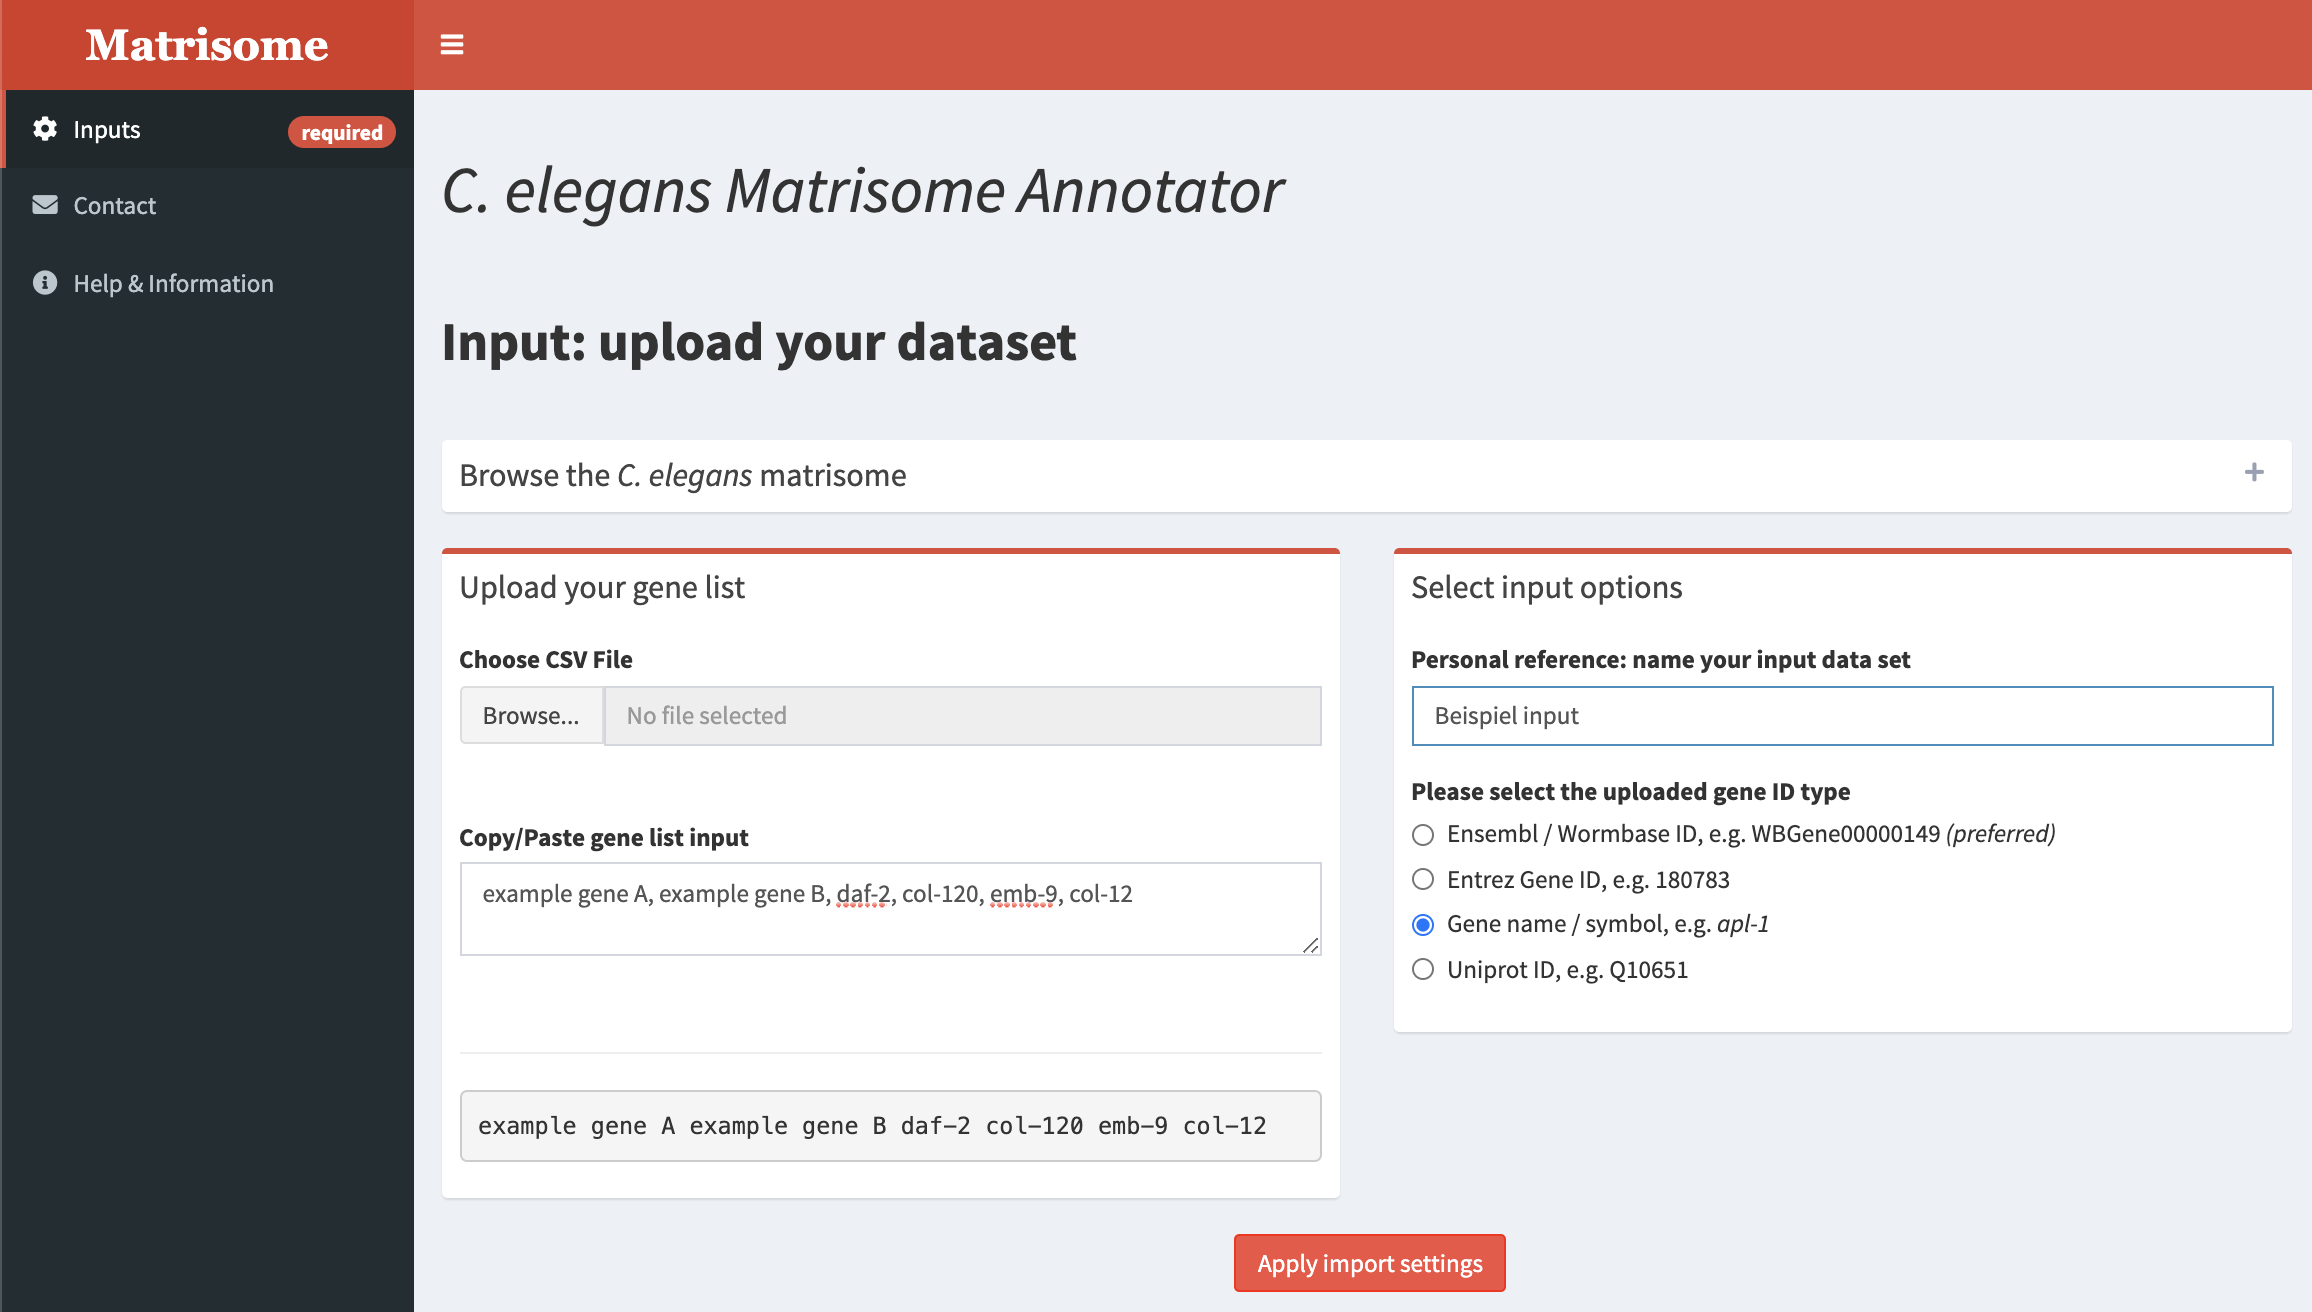 Matrisome
Inputs required
Contact
Help & Information
C. elegans Matrisome Annotator
Input: upload your dataset
Browse the C. elegans matrisome
Upload your gene list
Choose CSV File
Browse... No file selected
Copy/Paste gene list input
example gene A, example gene B, daf-2, col-120, emb-9, col-12
example gene A example gene B daf-2 col-120 emb-9 col-12
Select input options
Personal reference: name your input data set
Beispiel input
Please select the uploaded gene ID type
Ensembl / Wormbase ID, e.g. WBGene00000149 (preferred)
Entrez Gene ID, e.g. 180783
Gene name / symbol, e.g. apl-1
Uniprot ID, e.g. Q10651
Apply import settings